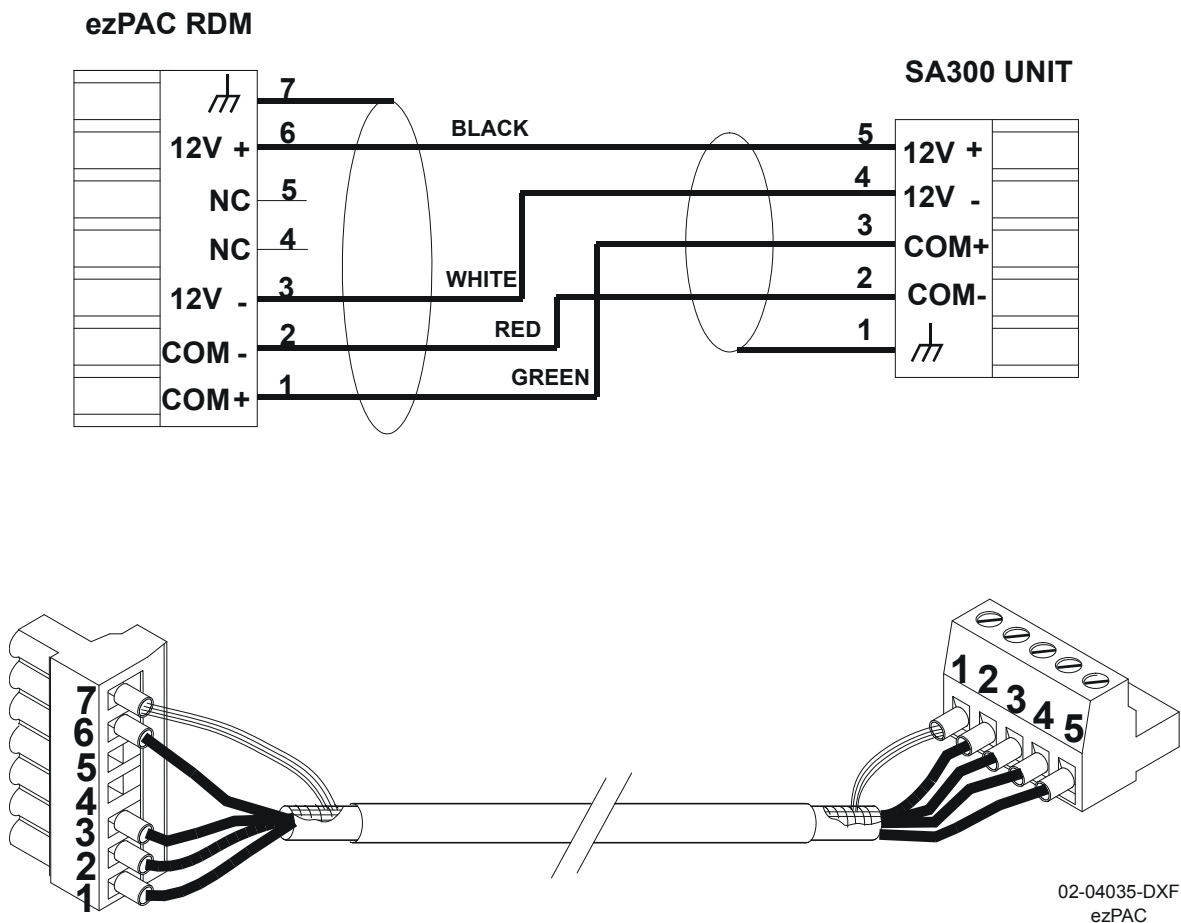 ezPAC RDM
SA300 UNIT
7
12V + 6 BLACK 5 12V +
NC 5 4 12V -
NC 4 3 COM+
12V - 3 WHITE 2 COM-
COM - 2 RED 1
COM+ 1 GREEN
7
6
5
4
3
2
1
1 2 3 4 5
02-04035-DXF
ezPAC